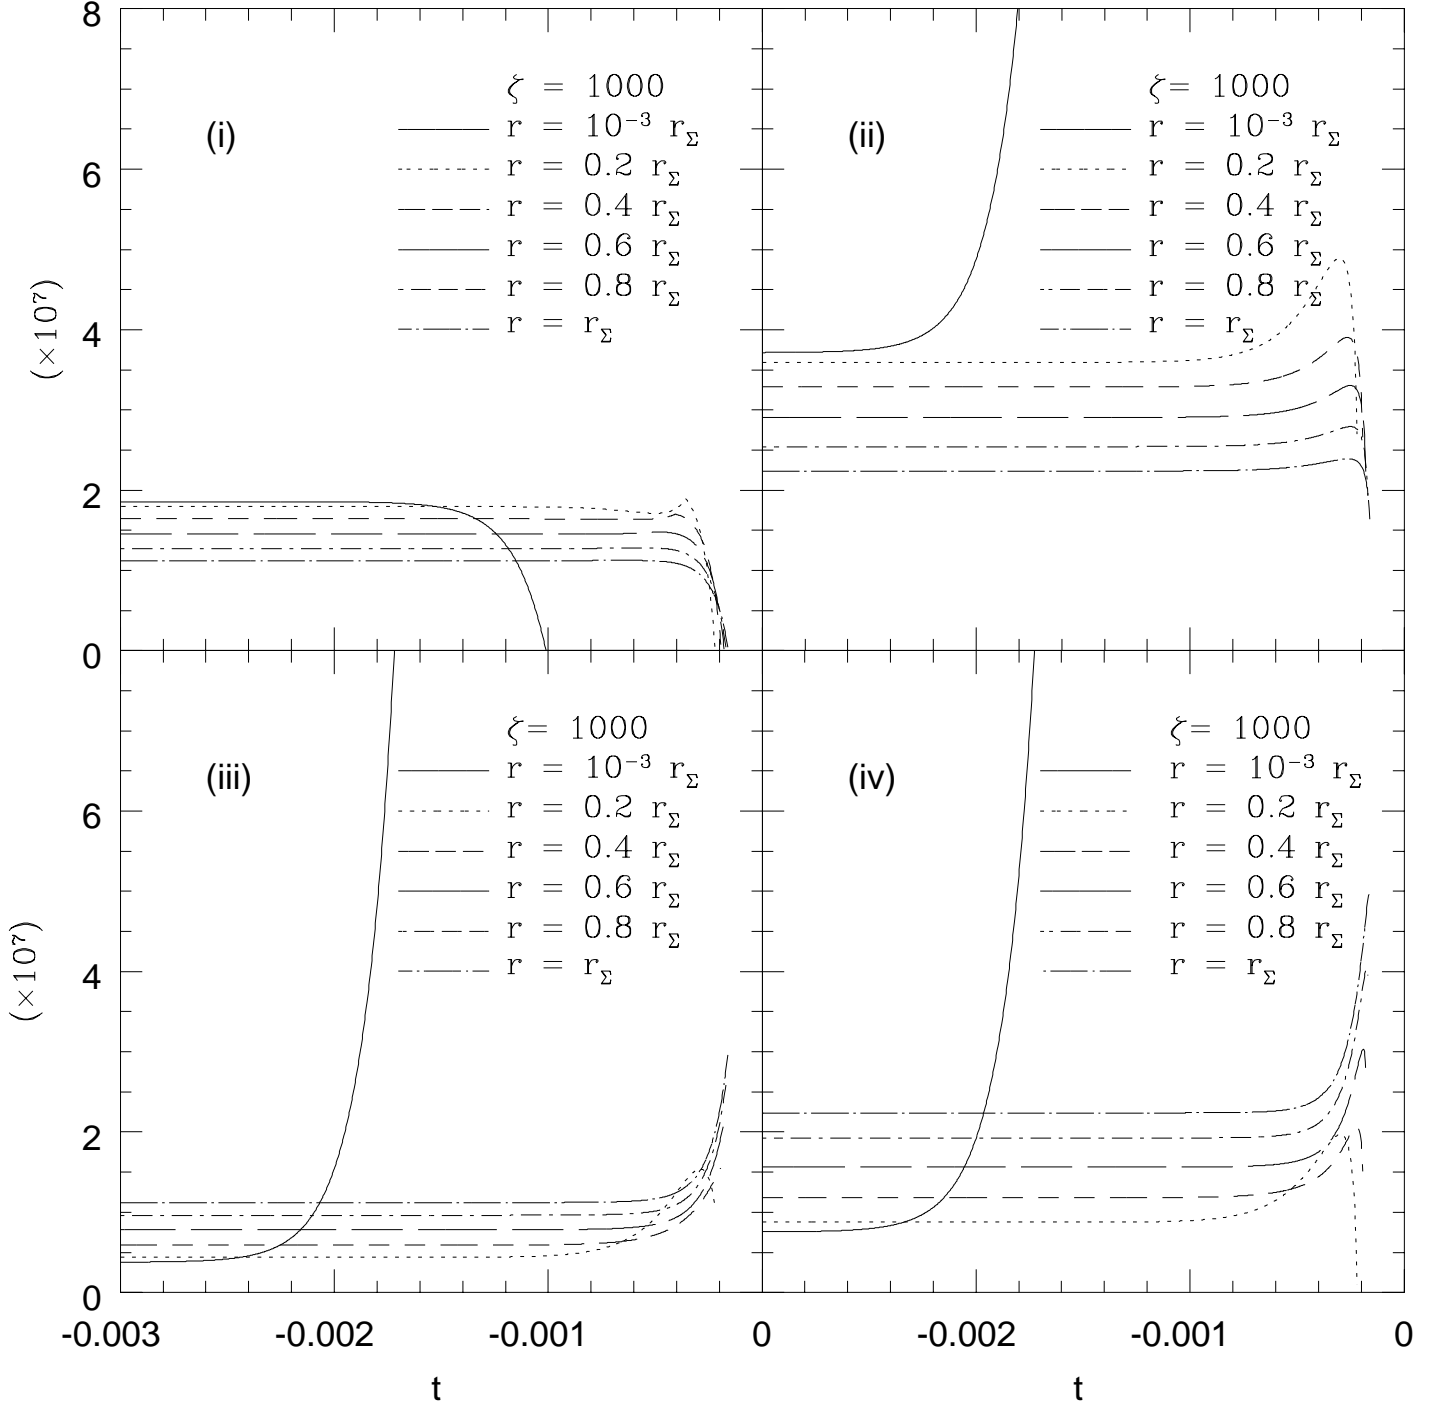 8
6
4
2
0
(×10⁷)
(i)
ζ = 1000
r = 10⁻³ r_Σ
r = 0.2 r_Σ
r = 0.4 r_Σ
r = 0.6 r_Σ
r = 0.8 r_Σ
r = r_Σ
(ii)
ζ= 1000
r = 10⁻³ r_Σ
r = 0.2 r_Σ
r = 0.4 r_Σ
r = 0.6 r_Σ
r = 0.8 r_Σ
r = r_Σ
6
4
2
0
(×10⁷)
(iii)
ζ= 1000
r = 10⁻³ r_Σ
r = 0.2 r_Σ
r = 0.4 r_Σ
r = 0.6 r_Σ
r = 0.8 r_Σ
r = r_Σ
(iv)
ζ= 1000
r = 10⁻³ r_Σ
r = 0.2 r_Σ
r = 0.4 r_Σ
r = 0.6 r_Σ
r = 0.8 r_Σ
r = r_Σ
-0.003 -0.002 -0.001 0 -0.002 -0.001 0
t t